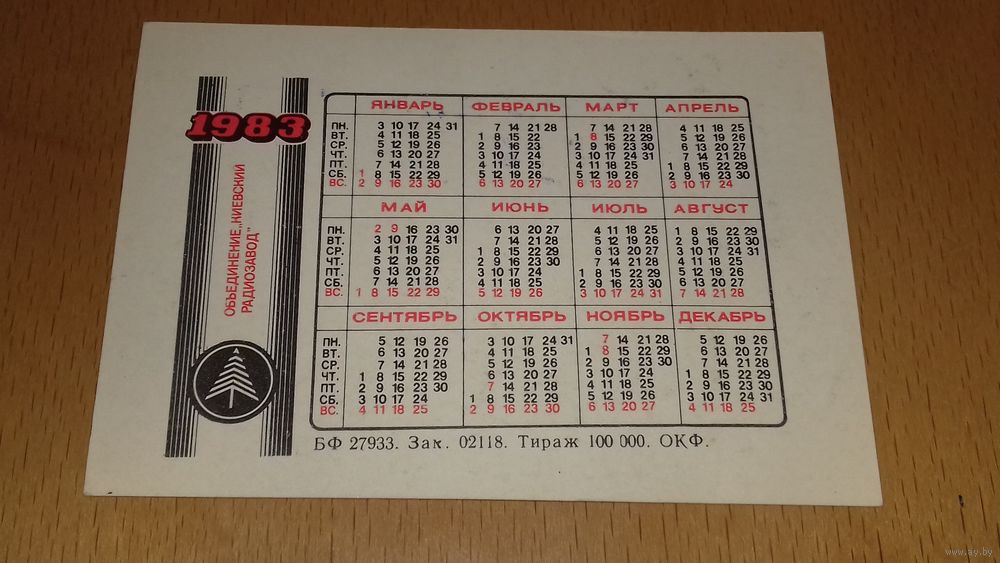 1983
ОБЪЕДИНЕНИЕ „КИЕВСКИЙ
РАДИОЗАВОД"
ЯНВАРЬ ФЕВРАЛЬ МАРТ АПРЕЛЬ
ПН. 3 10 17 24 31 7 14 21 28 7 14 21 28 4 11 18 25
ВТ. 4 11 18 25 1 8 15 22 1 8 15 22 29 5 12 19 26
СР. 5 12 19 26 2 9 16 23 2 9 16 23 30 6 13 20 27
ЧТ. 6 13 20 27 3 10 17 24 3 10 17 24 31 7 14 21 28
ПТ. 7 14 21 28 4 11 18 25 4 11 18 25 1 8 15 22 29
СБ. 1 8 15 22 29 5 12 19 26 5 12 19 26 2 9 16 23 30
ВС. 2 9 16 23 30 6 13 20 27 6 13 20 27 3 10 17 24
МАЙ ИЮНЬ ИЮЛЬ АВГУСТ
ПН. 2 9 16 23 30 6 13 20 27 4 11 18 25 1 8 15 22 29
ВТ. 3 10 17 24 31 7 14 21 28 5 12 19 26 2 9 16 23 30
СР. 4 11 18 25 1 8 15 22 29 6 13 20 27 3 10 17 24 31
ЧТ. 5 12 19 26 2 9 16 23 30 7 14 21 28 4 11 18 25
ПТ. 6 13 20 27 3 10 17 24 1 8 15 22 29 5 12 19 26
СБ. 7 14 21 28 4 11 18 25 2 9 16 23 30 6 13 20 27
ВС. 1 8 15 22 29 5 12 19 26 3 10 17 24 31 7 14 21 28
СЕНТЯБРЬ ОКТЯБРЬ НОЯБРЬ ДЕКАБРЬ
ПН. 5 12 19 26 3 10 17 24 31 7 14 21 28 5 12 19 26
ВТ. 6 13 20 27 4 11 18 25 1 8 15 22 29 6 13 20 27
СР. 7 14 21 28 5 12 19 26 2 9 16 23 30 7 14 21 28
ЧТ. 1 8 15 22 29 6 13 20 27 3 10 17 24 1 8 15 22 29
ПТ. 2 9 16 23 30 7 14 21 28 4 11 18 25 2 9 16 23 30
СБ. 3 10 17 24 1 8 15 22 29 5 12 19 26 3 10 17 24 31
ВС. 4 11 18 25 2 9 16 23 30 6 13 20 27 4 11 18 25
БФ 27933. Зак. 02118. Тираж 100 000. ОКФ.
www.ay.by